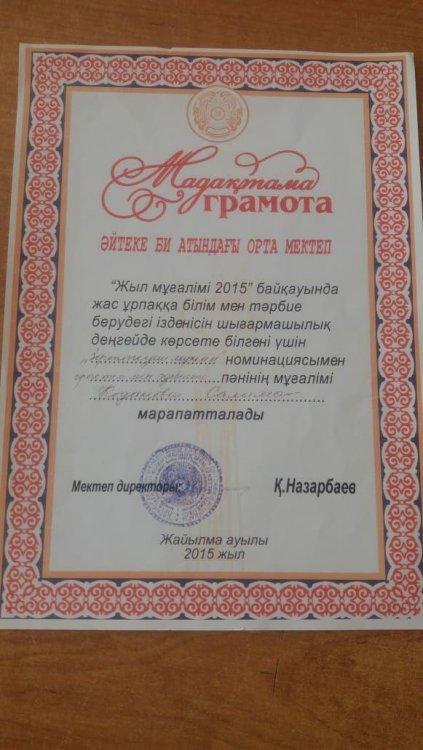 Мадақтама
грамота
ӘЙТЕКЕ БИ АТЫНДАҒЫ ОРТА МЕКТЕП
"Жыл мұғалімі 2015" байқауында
жас ұрпаққа білім мен тәрбие
берудегі ізденісін шығармашылық
деңгейде көрсете білгені үшін
номинациясымен
пәнінің мұғалімі
марапатталады
Мектеп директоры:
Қ.Назарбаев
Жайылма ауылы
2015 жыл